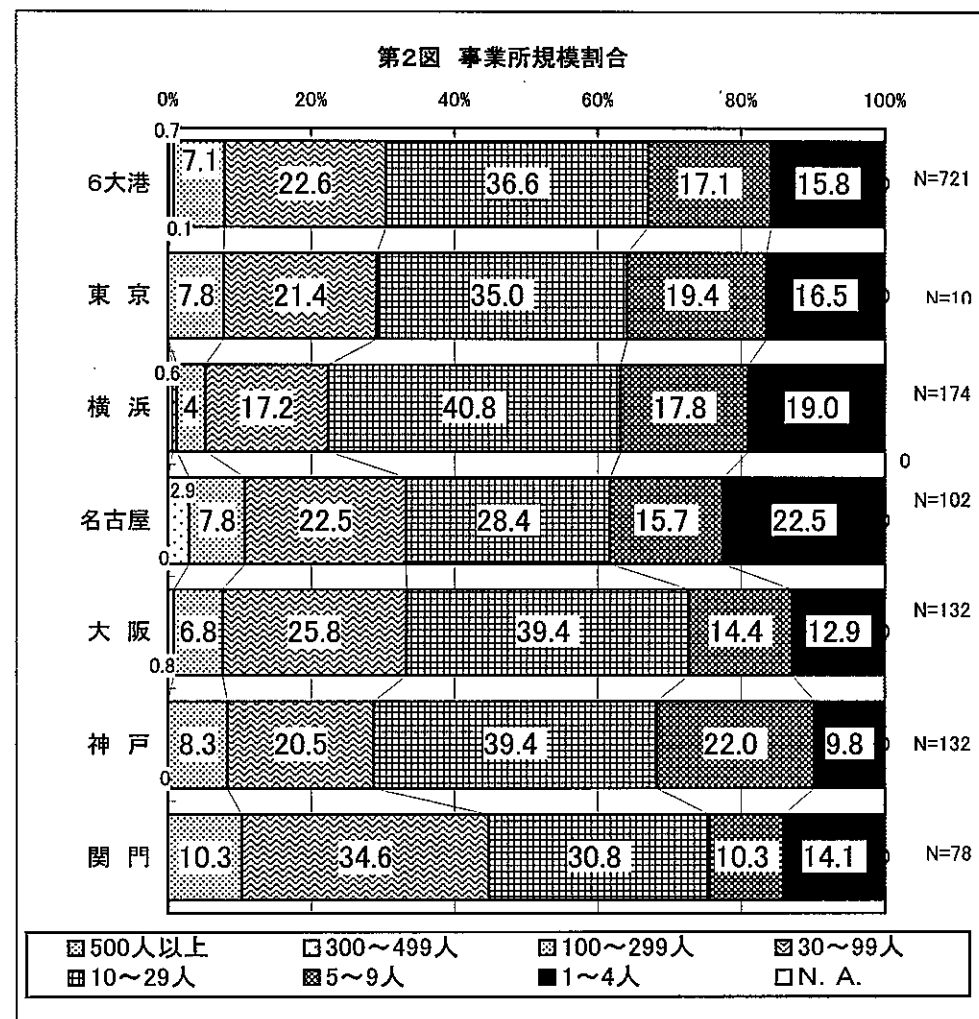 第2図 事業所規模割合
0% 20% 40% 60% 80% 100%
0.7
6大港 7.1 22.6 36.6 17.1 15.8 N=721
0.1
東 京 7.8 21.4 35.0 19.4 16.5 N=10
0.6
横 浜 4 17.2 40.8 17.8 19.0 N=174
0
2.9
名古屋 7.8 22.5 28.4 15.7 22.5 N=102
0
大 阪 6.8 25.8 39.4 14.4 12.9 N=132
0.8
神 戸 8.3 20.5 39.4 22.0 9.8 N=132
0
関 門 10.3 34.6 30.8 10.3 14.1 N=78
500人以上 300～499人 100～299人 30～99人
10～29人 5～9人 1～4人 N. A.